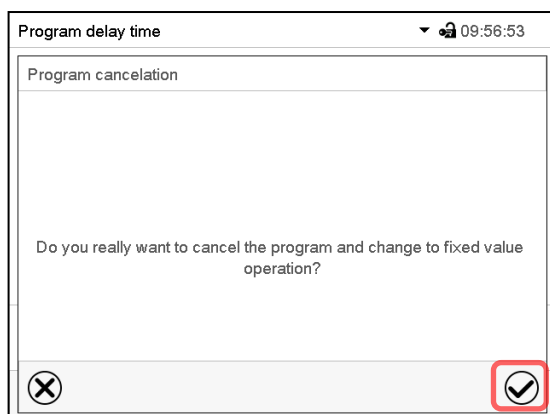 Program delay time 09:56:53
Program cancelation
Do you really want to cancel the program and change to fixed value
operation?